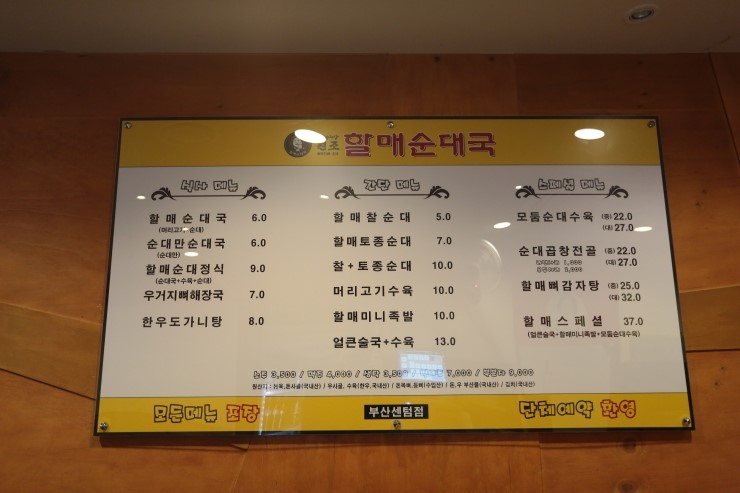 원조 할매순대국
식사 메뉴
할매순대국 6.0
(머리고기 순대)
순대만순대국 6.0
(순대만)
할매순대정식 9.0
(순대국+수육+순대)
우거지뼈해장국 7.0
한우도가니탕 8.0
간단 메뉴
할매찰순대 5.0
할매토종순대 7.0
찰+토종순대 10.0
머리고기수육 10.0
할매미니족발 10.0
얼큰술국+수육 13.0
스페셜 메뉴
모둠순대수육 (중) 22.0
(대) 27.0
순대곱창전골 (중) 22.0
(대) 27.0
할매뼈감자탕 (중) 25.0
(대) 32.0
할매스페셜 37.0
(얼큰술국+할매미니족발+모둠순대수육)
3,500 / 4,000 / 3,500 / 7,000 / 9,000
모든메뉴 포장
부산센텀점
단체예약 환영